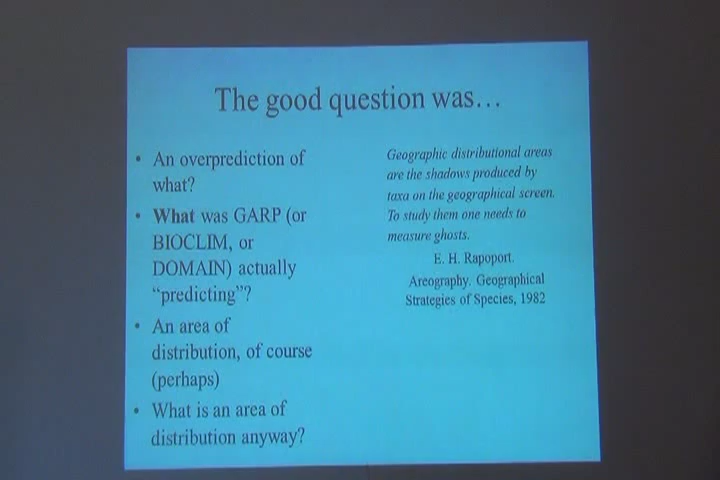 The good question was…
• An overprediction of
what?
• What was GARP (or
BIOCLIM, or
DOMAIN) actually
“predicting”?
• An area of
distribution, of course
(perhaps)
• What is an area of
distribution anyway?
Geographic distributional areas
are the shadows produced by
taxa on the geographical screen.
To study them one needs to
measure ghosts.
E. H. Rapoport.
Areography. Geographical
Strategies of Species, 1982